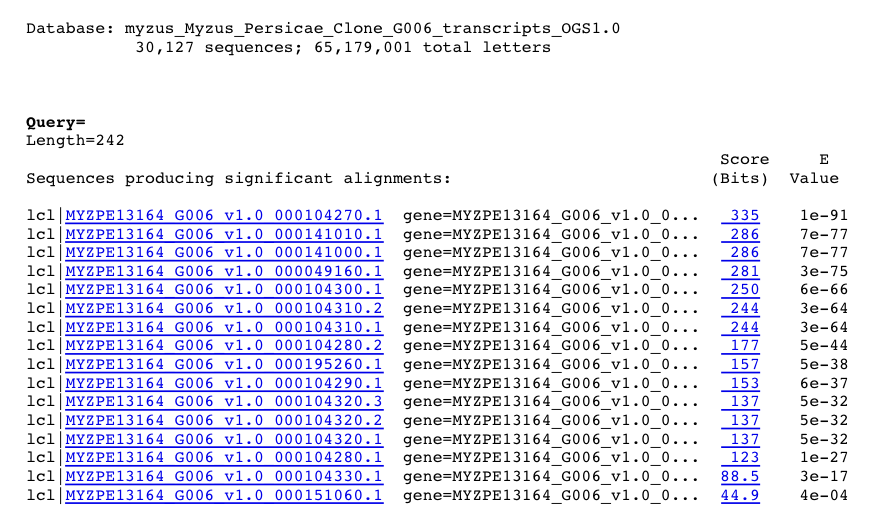 Database: myzus_Myzus_Persicae_Clone_G006_transcripts_OGS1.0
30,127 sequences; 65,179,001 total letters
Query=
Length=242
Score E
Sequences producing significant alignments: (Bits) Value
lcl|MYZPE13164_G006_v1.0_000104270.1 gene=MYZPE13164_G006_v1.0_0... 335 1e-91
lcl|MYZPE13164_G006_v1.0_000141010.1 gene=MYZPE13164_G006_v1.0_0... 286 7e-77
lcl|MYZPE13164_G006_v1.0_000141000.1 gene=MYZPE13164_G006_v1.0_0... 286 7e-77
lcl|MYZPE13164_G006_v1.0_000049160.1 gene=MYZPE13164_G006_v1.0_0... 281 3e-75
lcl|MYZPE13164_G006_v1.0_000104300.1 gene=MYZPE13164_G006_v1.0_0... 250 6e-66
lcl|MYZPE13164_G006_v1.0_000104310.2 gene=MYZPE13164_G006_v1.0_0... 244 3e-64
lcl|MYZPE13164_G006_v1.0_000104310.1 gene=MYZPE13164_G006_v1.0_0... 244 3e-64
lcl|MYZPE13164_G006_v1.0_000104280.2 gene=MYZPE13164_G006_v1.0_0... 177 5e-44
lcl|MYZPE13164_G006_v1.0_000195260.1 gene=MYZPE13164_G006_v1.0_0... 157 5e-38
lcl|MYZPE13164_G006_v1.0_000104290.1 gene=MYZPE13164_G006_v1.0_0... 153 6e-37
lcl|MYZPE13164_G006_v1.0_000104320.3 gene=MYZPE13164_G006_v1.0_0... 137 5e-32
lcl|MYZPE13164_G006_v1.0_000104320.2 gene=MYZPE13164_G006_v1.0_0... 137 5e-32
lcl|MYZPE13164_G006_v1.0_000104320.1 gene=MYZPE13164_G006_v1.0_0... 137 5e-32
lcl|MYZPE13164_G006_v1.0_000104280.1 gene=MYZPE13164_G006_v1.0_0... 123 1e-27
lcl|MYZPE13164_G006_v1.0_000104330.1 gene=MYZPE13164_G006_v1.0_0... 88.5 3e-17
lcl|MYZPE13164_G006_v1.0_000151060.1 gene=MYZPE13164_G006_v1.0_0... 44.9 4e-04